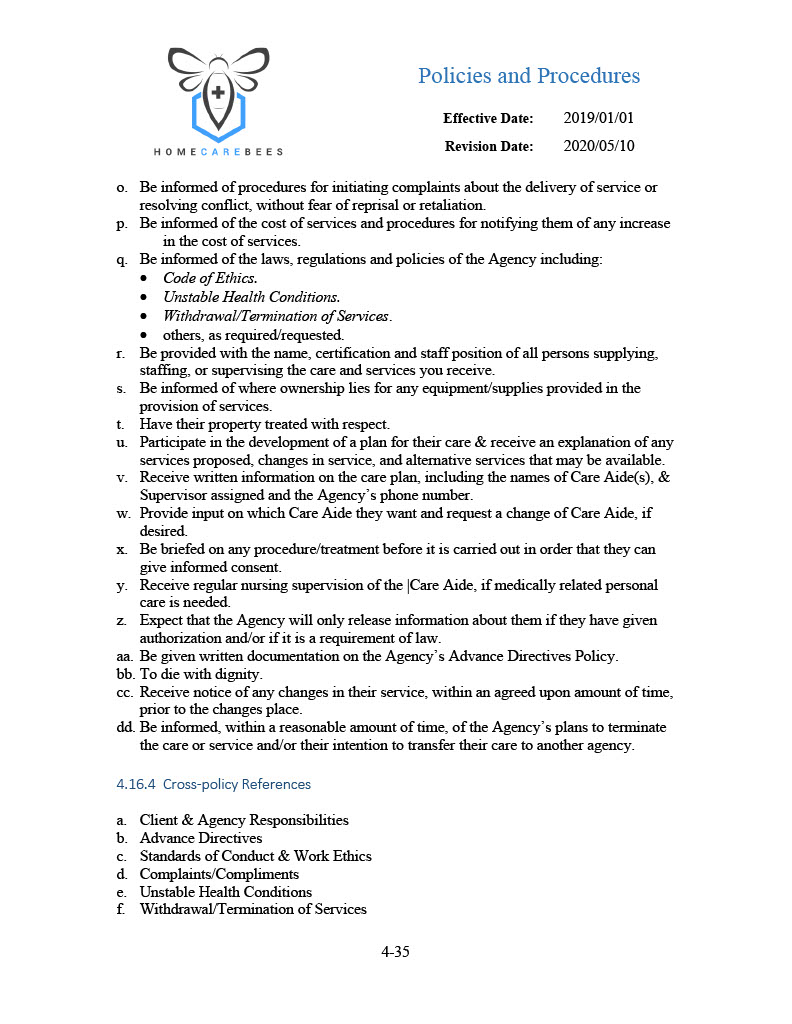 Policies and Procedures
Effective Date: 2019/01/01
Revision Date: 2020/05/10
HOMECAREBEES
o. Be informed of procedures for initiating complaints about the delivery of service or
resolving conflict, without fear of reprisal or retaliation.
p. Be informed of the cost of services and procedures for notifying them of any increase
in the cost of services.
q. Be informed of the laws, regulations and policies of the Agency including:
• Code of Ethics.
• Unstable Health Conditions.
• Withdrawal/Termination of Services.
• others, as required/requested.
r. Be provided with the name, certification and staff position of all persons supplying,
staffing, or supervising the care and services you receive.
s. Be informed of where ownership lies for any equipment/supplies provided in the
provision of services.
t. Have their property treated with respect.
u. Participate in the development of a plan for their care & receive an explanation of any
services proposed, changes in service, and alternative services that may be available.
v. Receive written information on the care plan, including the names of Care Aide(s), &
Supervisor assigned and the Agency’s phone number.
w. Provide input on which Care Aide they want and request a change of Care Aide, if
desired.
x. Be briefed on any procedure/treatment before it is carried out in order that they can
give informed consent.
y. Receive regular nursing supervision of the |Care Aide, if medically related personal
care is needed.
z. Expect that the Agency will only release information about them if they have given
authorization and/or if it is a requirement of law.
aa. Be given written documentation on the Agency’s Advance Directives Policy.
bb. To die with dignity.
cc. Receive notice of any changes in their service, within an agreed upon amount of time,
prior to the changes place.
dd. Be informed, within a reasonable amount of time, of the Agency’s plans to terminate
the care or service and/or their intention to transfer their care to another agency.
4.16.4 Cross-policy References
a. Client & Agency Responsibilities
b. Advance Directives
c. Standards of Conduct & Work Ethics
d. Complaints/Compliments
e. Unstable Health Conditions
f. Withdrawal/Termination of Services
4-35